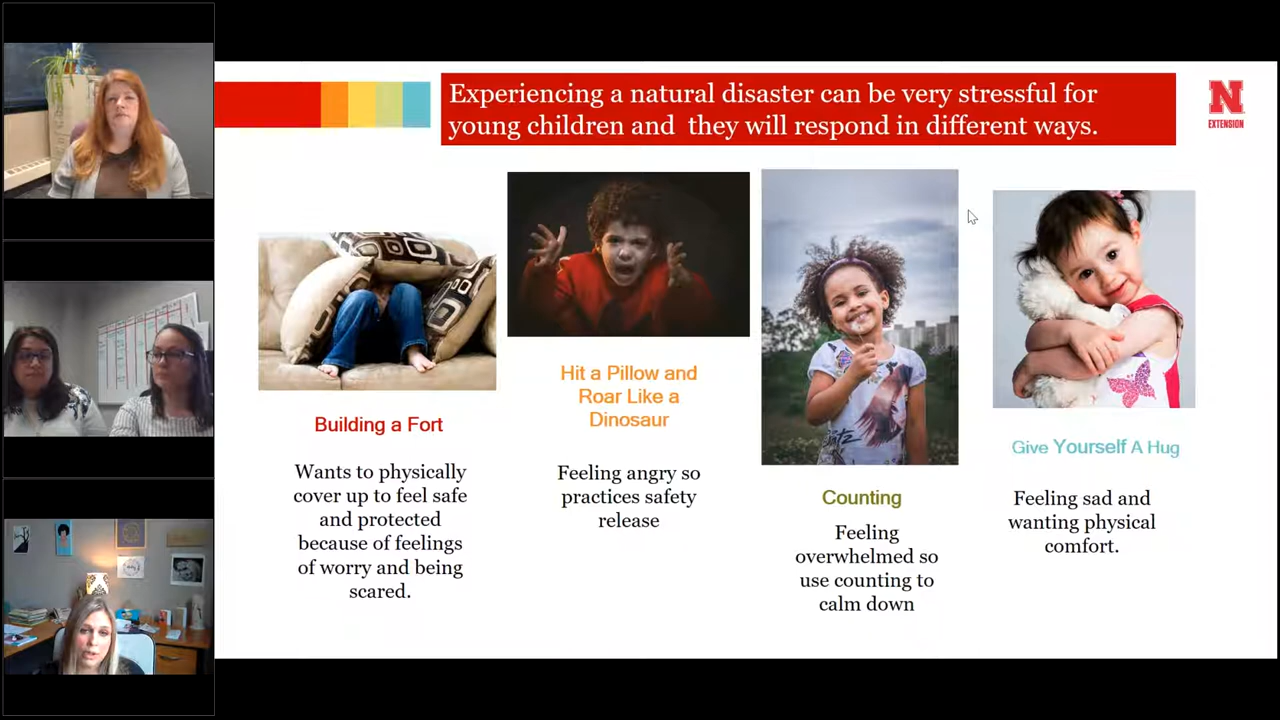 Experiencing a natural disaster can be very stressful for
young children and they will respond in different ways.
N
EXTENSION
Building a Fort
Wants to physically
cover up to feel safe
and protected
because of feelings
of worry and being
scared.
Hit a Pillow and
Roar Like a
Dinosaur
Feeling angry so
practices safety
release
Counting
Feeling
overwhelmed so
use counting to
calm down
Give Yourself A Hug
Feeling sad and
wanting physical
comfort.